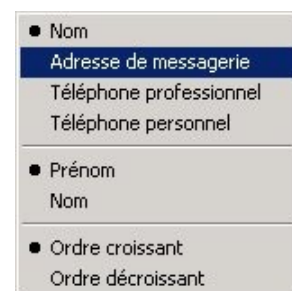 Nom
Adresse de messagerie
Téléphone professionnel
Téléphone personnel
Prénom
Nom
Ordre croissant
Ordre décroissant